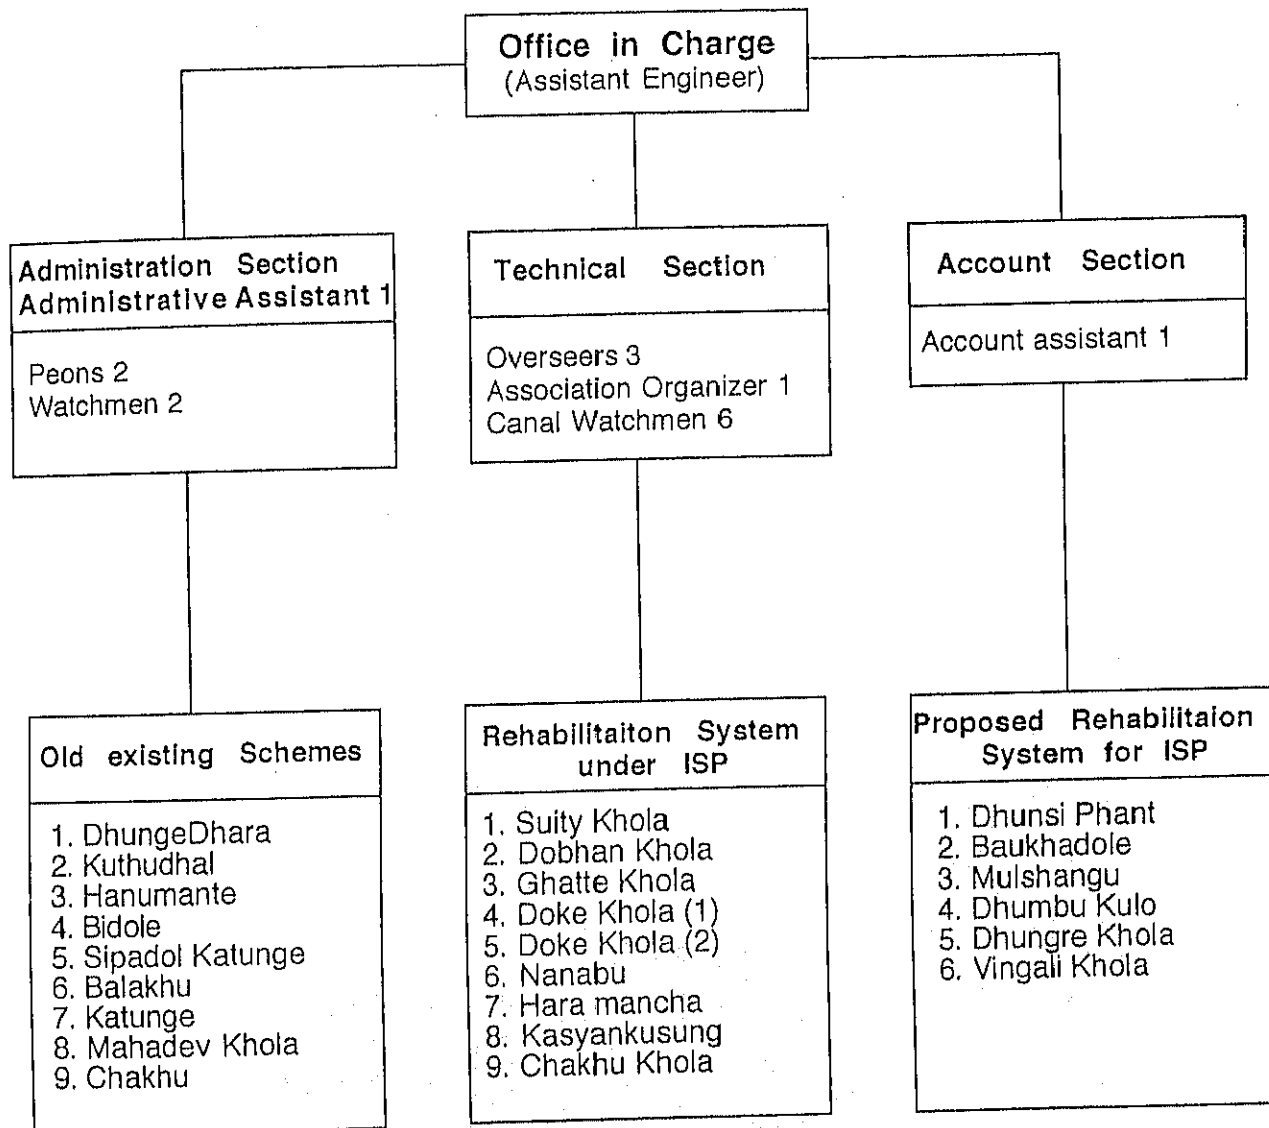 Office in Charge
(Assistant Engineer)
Administration Section
Administrative Assistant 1
Peons 2
Watchmen 2
Technical Section
Overseers 3
Association Organizer 1
Canal Watchmen 6
Account Section
Account assistant 1
Old existing Schemes
1. DhungeDhara
2. Kuthudhal
3. Hanumante
4. Bidole
5. Sipadol Katunge
6. Balakhu
7. Katunge
8. Mahadev Khola
9. Chakhu
Rehabilitaiton System
under ISP
1. Suity Khola
2. Dobhan Khola
3. Ghatte Khola
4. Doke Khola (1)
5. Doke Khola (2)
6. Nanabu
7. Hara mancha
8. Kasyankusung
9. Chakhu Khola
Proposed Rehabilitaion
System for ISP
1. Dhunsi Phant
2. Baukhadole
3. Mulshangu
4. Dhumbu Kulo
5. Dhungre Khola
6. Vingali Khola